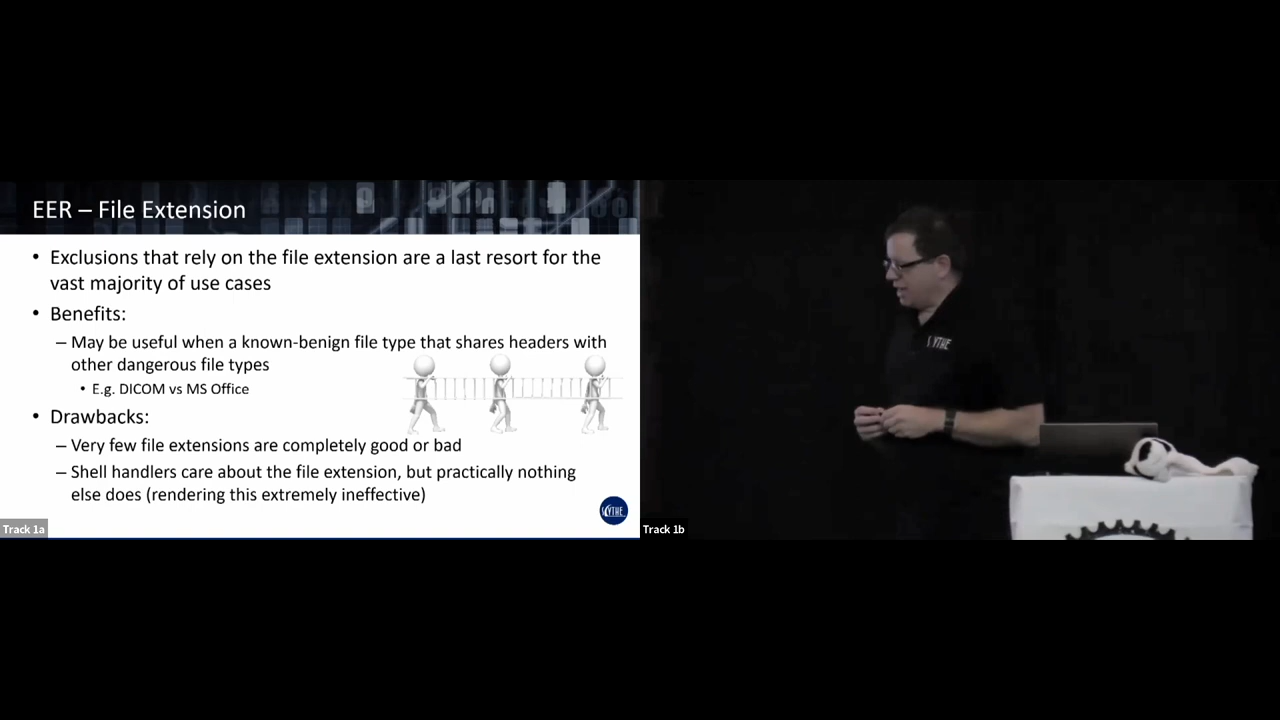 EER – File Extension
• Exclusions that rely on the file extension are a last resort for the
vast majority of use cases
• Benefits:
– May be useful when a known-benign file type that shares headers with
other dangerous file types
• E.g. DICOM vs MS Office
• Drawbacks:
– Very few file extensions are completely good or bad
– Shell handlers care about the file extension, but practically nothing
else does (rendering this extremely ineffective)
Track 1a
Track 1b